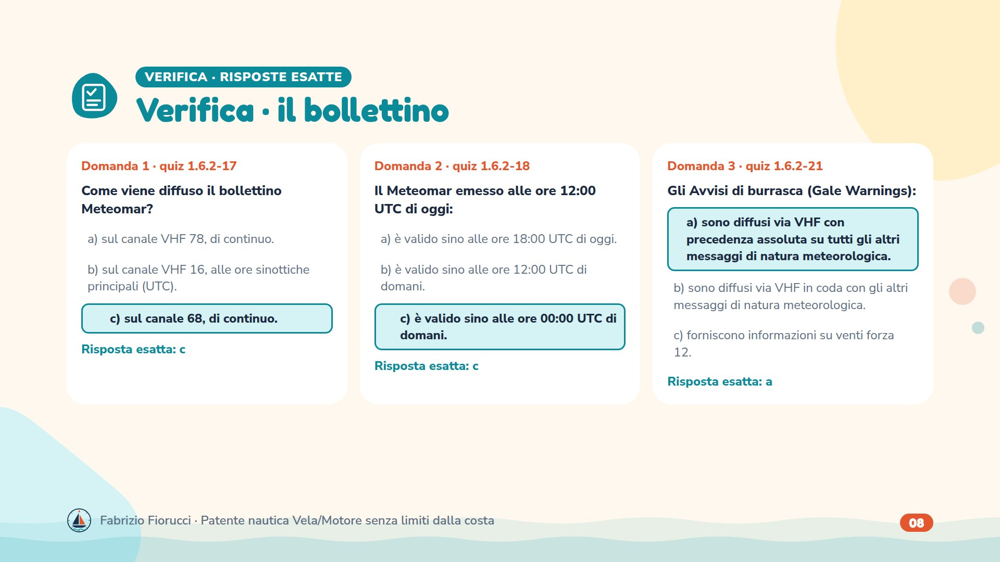 VERIFICA · RISPOSTE ESATTE
Verifica · il bollettino
Domanda 1 · quiz 1.6.2-17
Come viene diffuso il bollettino
Meteomar?
a) sul canale VHF 78, di continuo.
b) sul canale VHF 16, alle ore sinottiche
principali (UTC).
c) sul canale 68, di continuo.
Risposta esatta: c
Domanda 2 · quiz 1.6.2-18
Il Meteomar emesso alle ore 12:00
UTC di oggi:
a) è valido sino alle ore 18:00 UTC di oggi.
b) è valido sino alle ore 12:00 UTC di
domani.
c) è valido sino alle ore 00:00 UTC di
domani.
Risposta esatta: c
Domanda 3 · quiz 1.6.2-21
Gli Avvisi di burrasca (Gale Warnings):
a) sono diffusi via VHF con
precedenza assoluta su tutti gli altri
messaggi di natura meteorologica.
b) sono diffusi via VHF in coda con gli altri
messaggi di natura meteorologica.
c) forniscono informazioni su venti forza
12.
Risposta esatta: a
Fabrizio Fiorucci · Patente nautica Vela/Motore senza limiti dalla costa
08